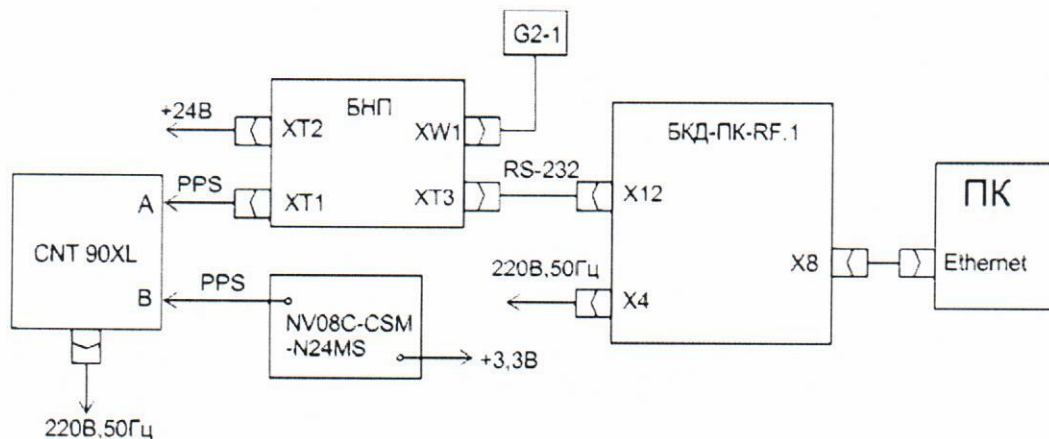 G2-1
БНП
+24В
XT2
XW1
БКД-ПК-RF.1
RS-232
PPS
XT1
XT3
X12
ПК
A
CNT 90XL
220В,50Гц
X8
Ethernet
B
PPS
X4
NV08C-CSM
-N24MS
+3,3В
220В,50Гц